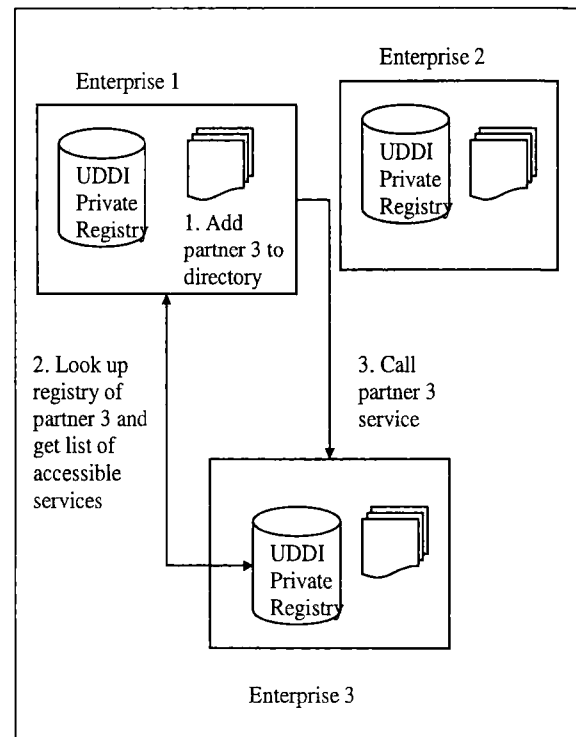 Enterprise 1
Enterprise 2
UDDI
Private
Registry
1. Add
partner 3 to
directory
UDDI
Private
Registry
2. Look up
registry of
partner 3 and
get list of
accessible
services
3. Call
partner 3
service
UDDI
Private
Registry
Enterprise 3